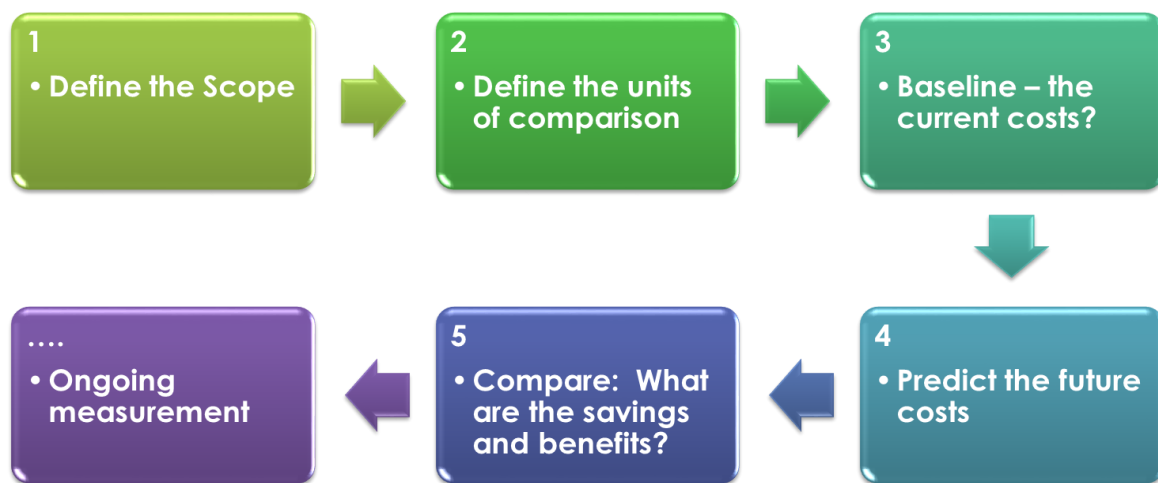 1
• Define the Scope
2
• Define the units
of comparison
3
• Baseline – the
current costs?
4
• Predict the future
costs
5
• Compare:  What
are the savings
and benefits?
....
• Ongoing
measurement